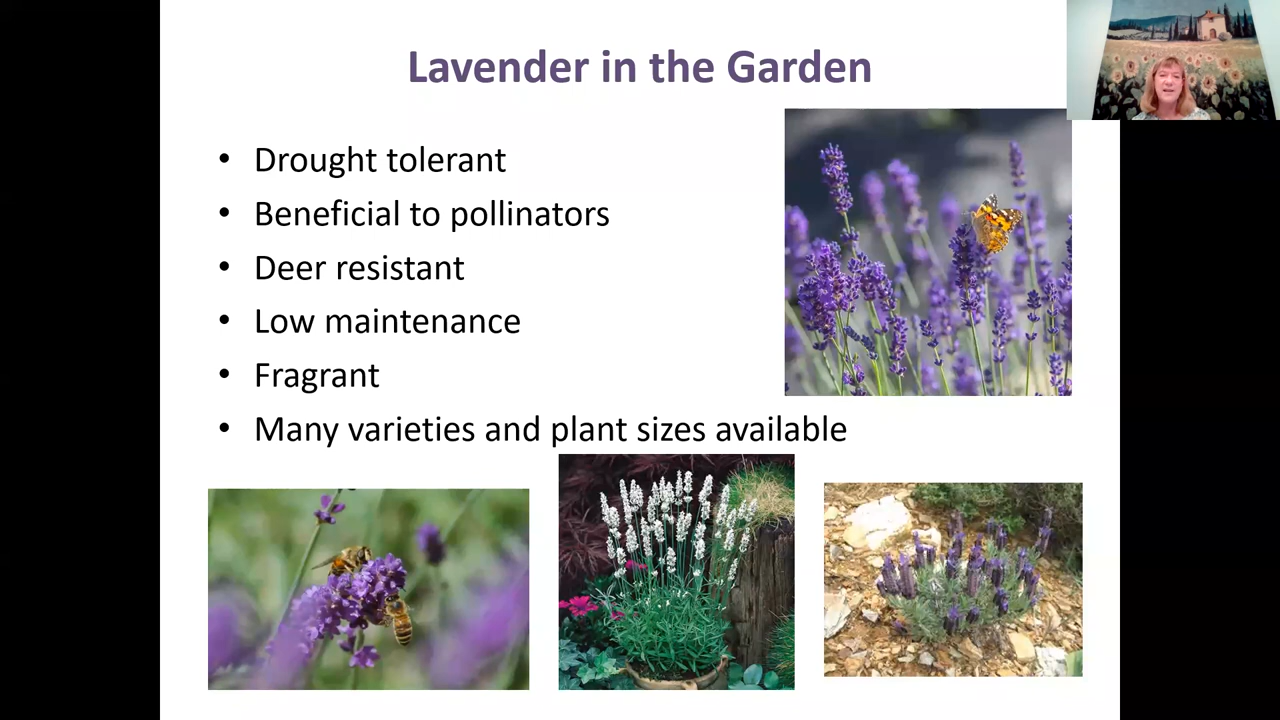 Lavender in the Garden
• Drought tolerant
• Beneficial to pollinators
• Deer resistant
• Low maintenance
• Fragrant
• Many varieties and plant sizes available